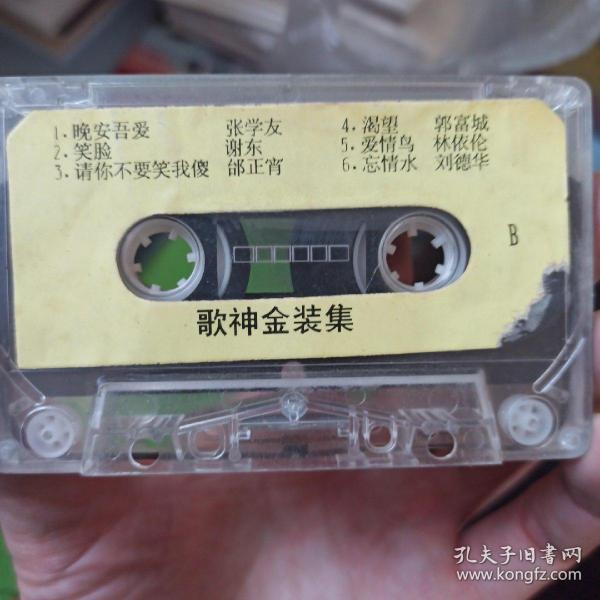 1.晚安吾爱 张学友 4.渴望 郭富城
2.笑脸 谢东 5.爱情鸟 林依伦
3.请你不要笑我傻 邰正宵 6.忘情水 刘德华
B
歌神金装集
孔夫子旧書网
www.kongfz.com